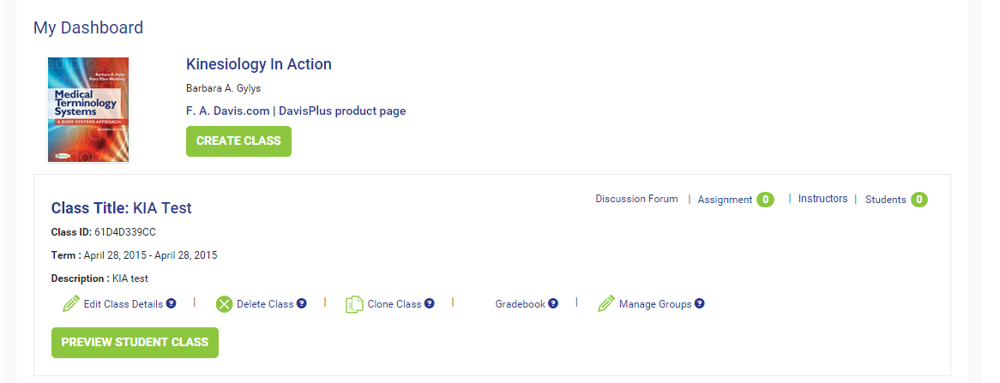 My Dashboard
Barbara A. Gylys
Mary Ellen Wedding
Medical
Terminology
Systems
A BODY SYSTEMS APPROACH
SEVENTH EDITION
Kinesiology In Action
Barbara A. Gylys
F. A. Davis.com | DavisPlus product page
CREATE CLASS
Class Title: KIA Test
Discussion Forum | Assignment 0 | Instructors | Students 0
Class ID: 61D4D339CC
Term : April 28, 2015 - April 28, 2015
Description : KIA test
Edit Class Details ? | Delete Class ? | Clone Class ? | Gradebook ? | Manage Groups ?
PREVIEW STUDENT CLASS